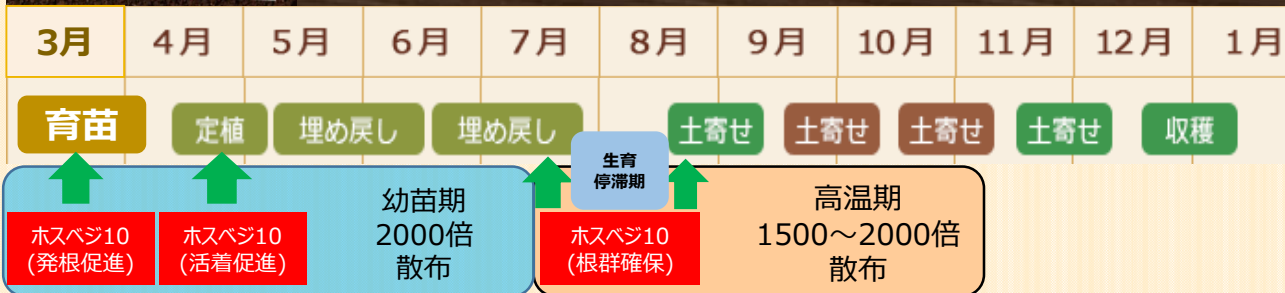 3月 4月 5月 6月 7月 8月 9月 10月 11月 12月 1月
育苗 定植 埋め戻し 埋め戻し 土寄せ 土寄せ 土寄せ 土寄せ 収穫
生育
停滞期
ホスベジ10
(発根促進)
ホスベジ10
(活着促進)
幼苗期
2000倍
散布
ホスベジ10
(根群確保)
高温期
1500～2000倍
散布